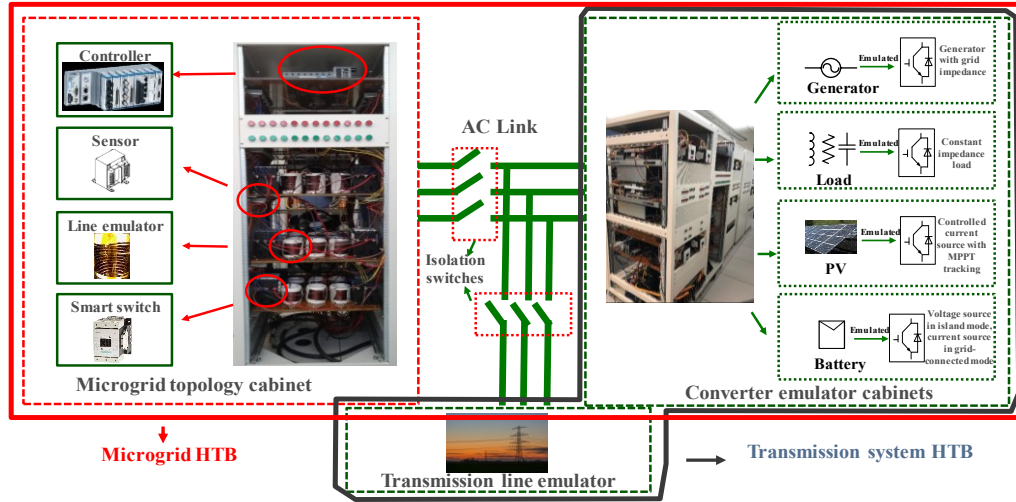 Controller
Sensor
Line emulator
Smart switch
Microgrid topology cabinet
AC Link
Isolation
switches
Generator
Emulated
Generator
with grid
impedance
Load
Emulated
Constant
impedance
load
PV
Emulated
Controlled
current
source with
MPPT
tracking
Battery
Emulated
Voltage source
in island mode,
current source
in grid-
connected mode
Converter emulator cabinets
Transmission line emulator
Microgrid HTB
Transmission system HTB